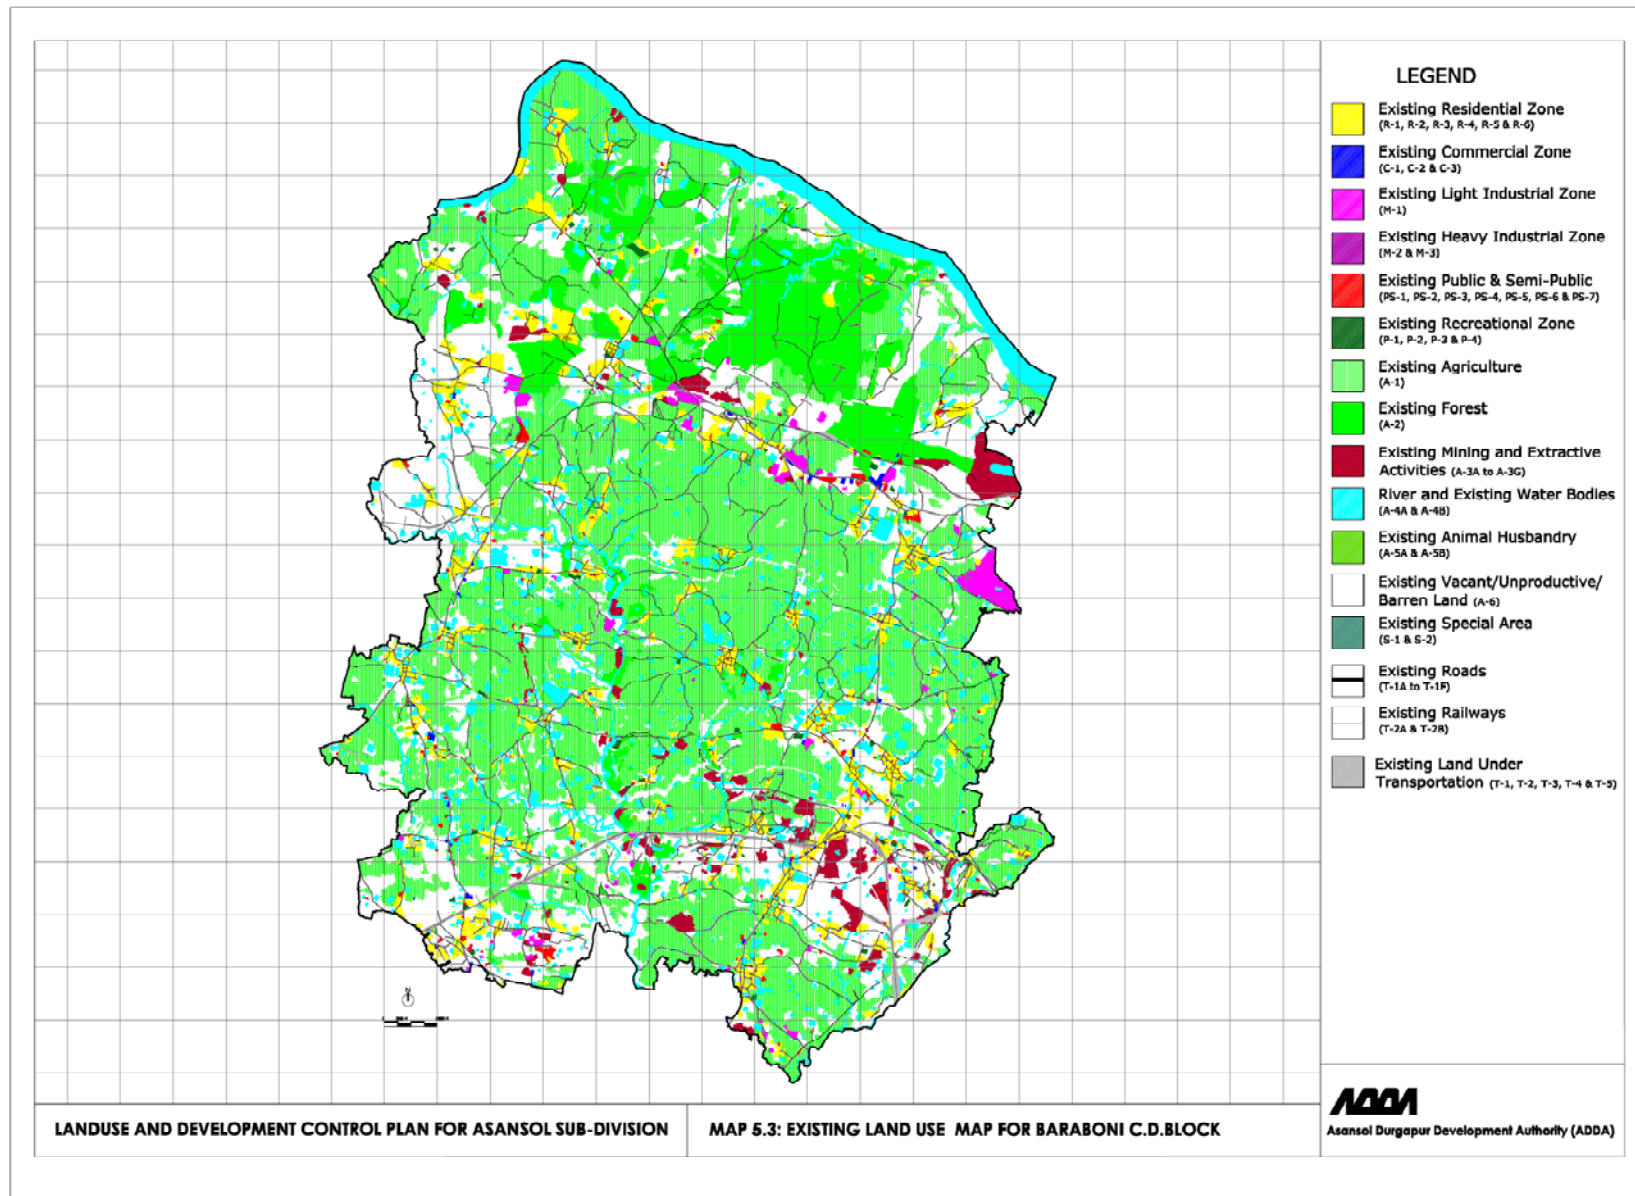 LEGEND
Existing Residential Zone
(R-1, R-2, R-3, R-4, R-5 & R-6)
Existing Commercial Zone
(C-1, C-2 & C-3)
Existing Light Industrial Zone
(M-1)
Existing Heavy Industrial Zone
(M-2 & M-3)
Existing Public & Semi-Public
(PS-1, PS-2, PS-3, PS-4, PS-5, PS-6 & PS-7)
Existing Recreational Zone
(P-1, P-2, P-3 & P-4)
Existing Agriculture
(A-1)
Existing Forest
(A-2)
Existing Mining and Extractive
Activities (A-3A to A-3G)
River and Existing Water Bodies
(A-4A & A-4B)
Existing Animal Husbandry
(A-5A & A-5B)
Existing Vacant/Unproductive/
Barren Land (A-6)
Existing Special Area
(S-1 & S-2)
Existing Roads
(T-1A to T-1F)
Existing Railways
(T-2A & T-2B)
Existing Land Under
Transportation (T-1, T-2, T-3, T-4 & T-5)
N
ADDA
Asansol Durgapur Development Authority (ADDA)
LANDUSE AND DEVELOPMENT CONTROL PLAN FOR ASANSOL SUB-DIVISION
MAP 5.3: EXISTING LAND USE MAP FOR BARABONI C.D.BLOCK